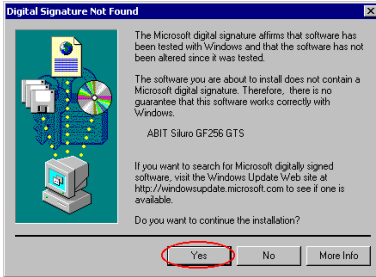 Digital Signature Not Found
The Microsoft digital signature affirms that software has
been tested with Windows and that the software has not
been altered since it was tested.
The software you are about to install does not contain a
Microsoft digital signature. Therefore, there is no
guarantee that this software works correctly with
Windows.
ABIT Siluro GF256 GTS
If you want to search for Microsoft digitally signed
software, visit the Windows Update Web site at
http://windowsupdate.microsoft.com to see if one is
available.
Do you want to continue the installation?
Yes No More Info